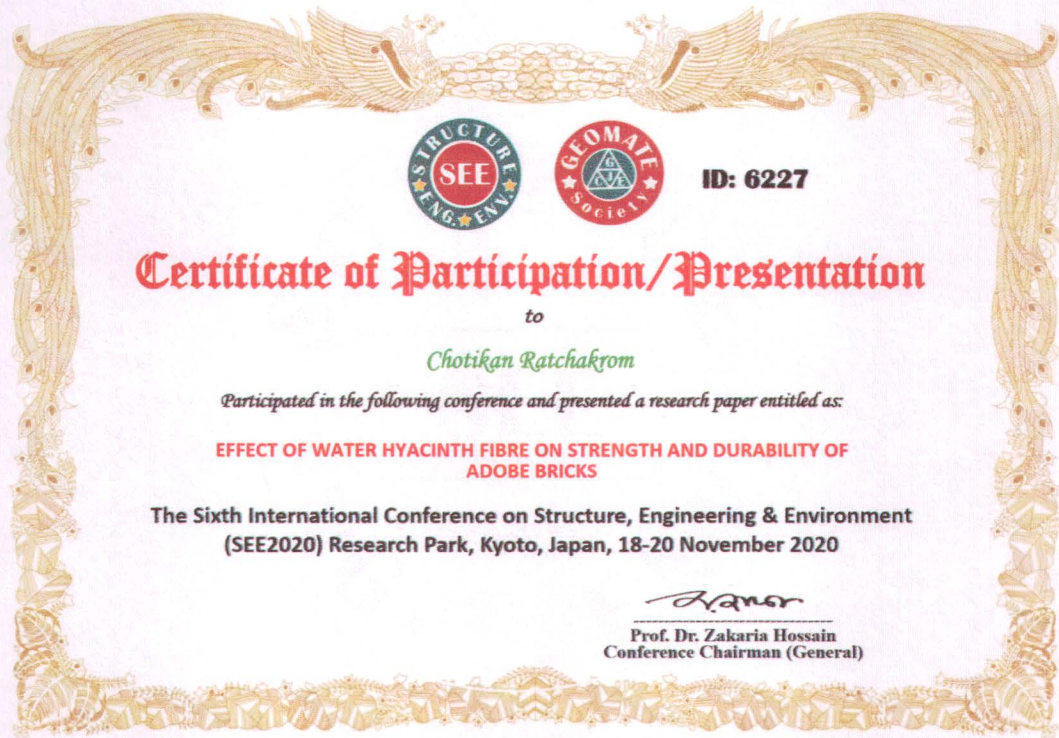 STRUCTURE
SEE
ENG. ENV.
GEOMATE
G
C J E
Society
ID: 6227
Certificate of Participation/Presentation
to
Chotikan Ratchakrom
Participated in the following conference and presented a research paper entitled as:
EFFECT OF WATER HYACINTH FIBRE ON STRENGTH AND DURABILITY OF
ADOBE BRICKS
The Sixth International Conference on Structure, Engineering & Environment
(SEE2020) Research Park, Kyoto, Japan, 18-20 November 2020
Prof. Dr. Zakaria Hossain
Conference Chairman (General)